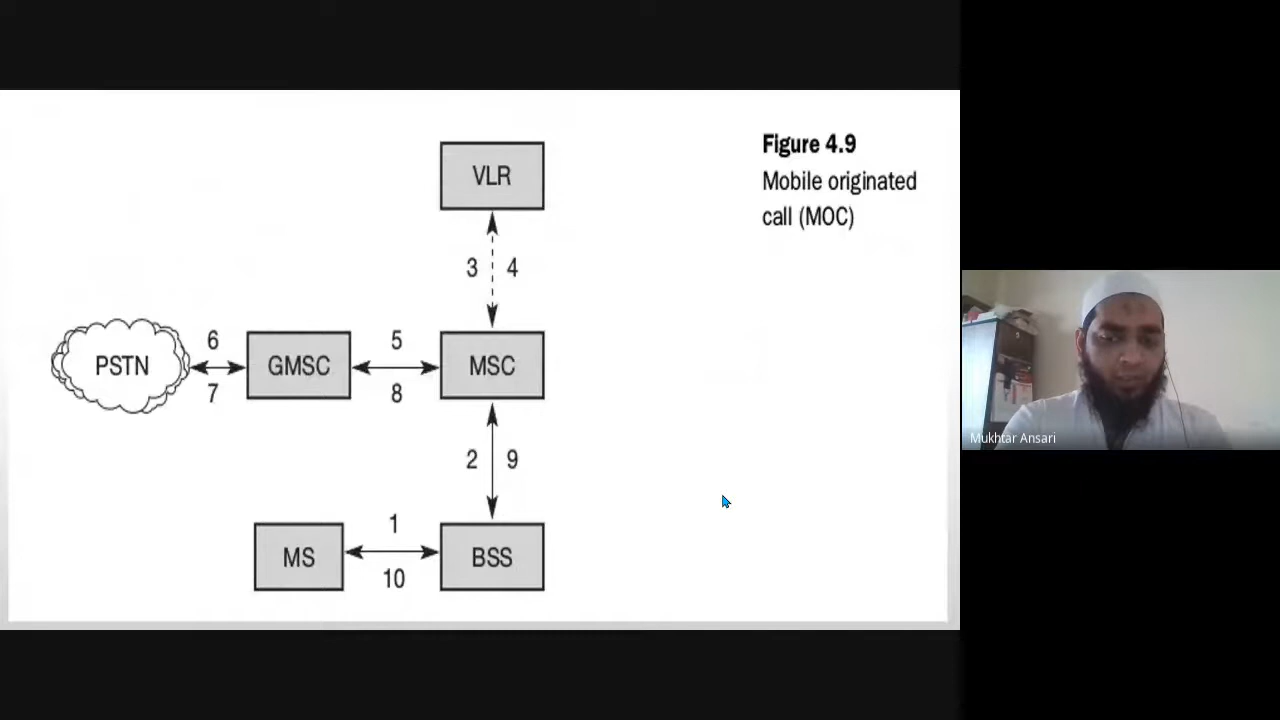 Figure 4.9
Mobile originated
call (MOC)
VLR
3 4
6
5
PSTN
GMSC
MSC
7
8
2 9
1
MS
BSS
10
Mukhtar Ansari